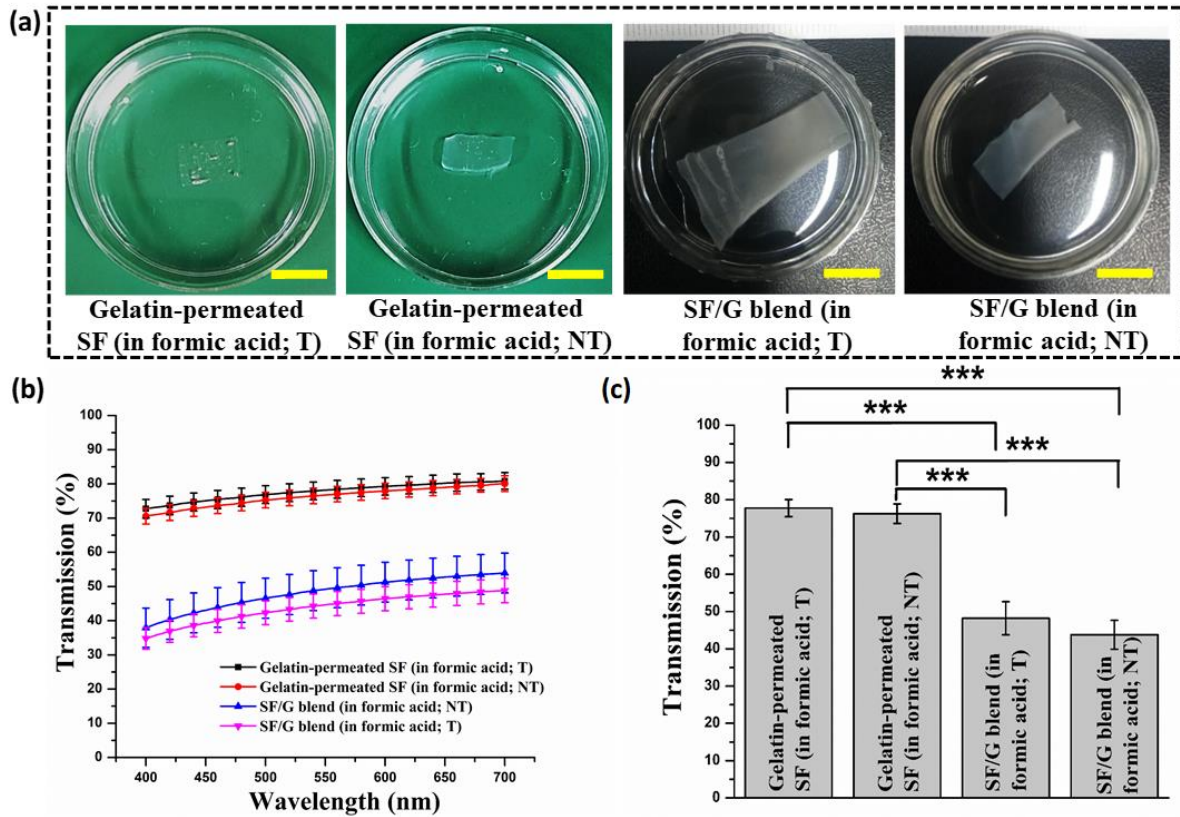 (a)
Gelatin-permeated
SF (in formic acid; T)
Gelatin-permeated
SF (in formic acid; NT)
SF/G blend (in
formic acid; T)
SF/G blend (in
formic acid; NT)
(b)
100
90
80
70
60
50
40
30
20
10
0
Transmission (%)
Gelatin-permeated SF (in formic acid; T)
Gelatin-permeated SF (in formic acid; NT)
SF/G blend (in formic acid; NT)
SF/G blend (in formic acid; T)
400 450 500 550 600 650 700
Wavelength (nm)
(c)
***
***
***
***
100
90
80
70
60
50
40
30
20
10
0
Transmission (%)
Gelatin-permeated
SF (in formic acid; T)
Gelatin-permeated
SF (in formic acid; NT)
SF/G blend (in
formic acid; T)
SF/G blend (in
formic acid; NT)